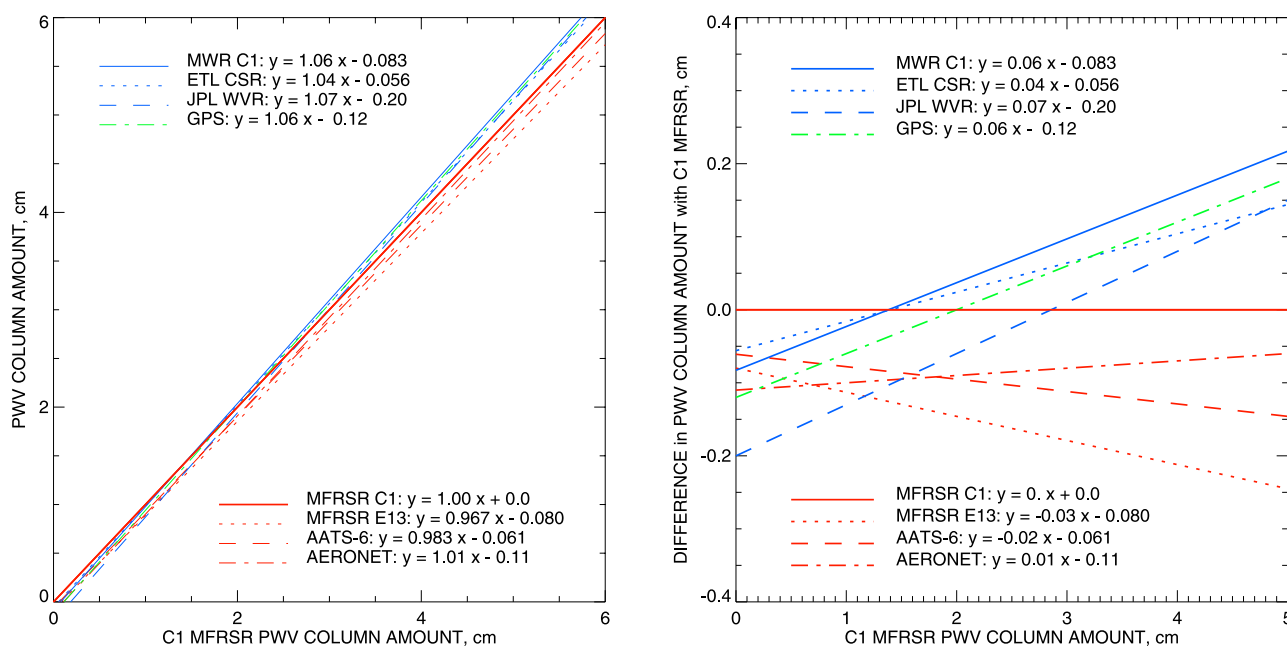 6
MWR C1: y = 1.06 x - 0.083
ETL CSR: y = 1.04 x - 0.056
JPL WVR: y = 1.07 x - 0.20
GPS: y = 1.06 x - 0.12
4
PWV COLUMN AMOUNT, cm
2
MFRSR C1: y = 1.00 x + 0.0
MFRSR E13: y = 0.967 x - 0.080
AATS-6: y = 0.983 x - 0.061
AERONET: y = 1.01 x - 0.11
0
0 2 4 6
C1 MFRSR PWV COLUMN AMOUNT, cm
0.4
MWR C1: y = 0.06 x - 0.083
ETL CSR: y = 0.04 x - 0.056
JPL WVR: y = 0.07 x - 0.20
GPS: y = 0.06 x - 0.12
0.2
DIFFERENCE in PWV COLUMN AMOUNT with C1 MFRSR, cm
0.0
-0.2
MFRSR C1: y = 0. x + 0.0
MFRSR E13: y = -0.03 x - 0.080
AATS-6: y = -0.02 x - 0.061
AERONET: y = 0.01 x - 0.11
-0.4
0 1 2 3 4 5
C1 MFRSR PWV COLUMN AMOUNT, cm